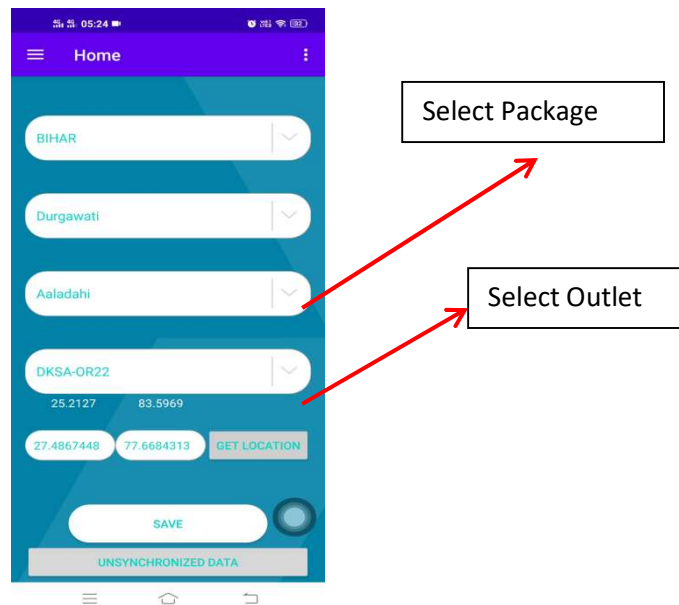 05:24
Home
BIHAR
Select Package
Durgawati
Aaladahi
Select Outlet
DKSA-OR22
25.2127 83.5969
27.4867448 77.6684313 GET LOCATION
SAVE
UNSYNCHRONIZED DATA